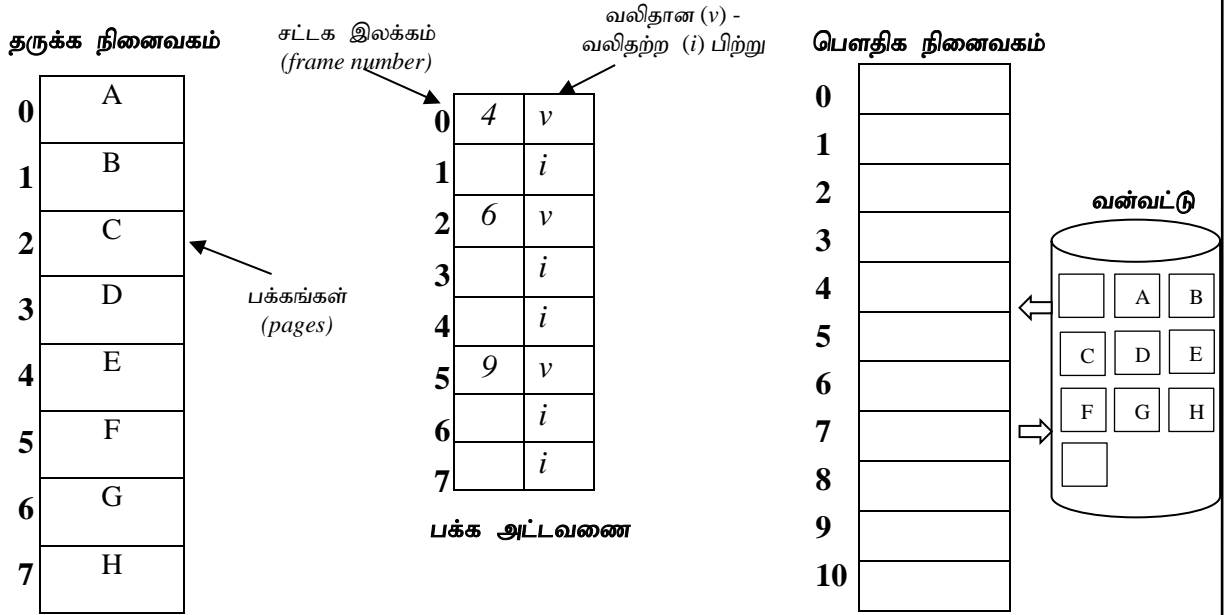 தருக்க நினைவகம்
0 A
1 B
2 C
3 D
4 E
5 F
6 G
7 H
பக்கங்கள்
(pages)
சட்டக இலக்கம்
(frame number)
வலிதான (v) -
வலிதற்ற (i) பிற்று
0 4 v
1 i
2 6 v
3 i
4 i
5 9 v
6 i
7 i
பக்க அட்டவணை
பௌதிக நினைவகம்
0
1
2
3
4
5
6
7
8
9
10
வன்வட்டு
A B
C D E
F G H